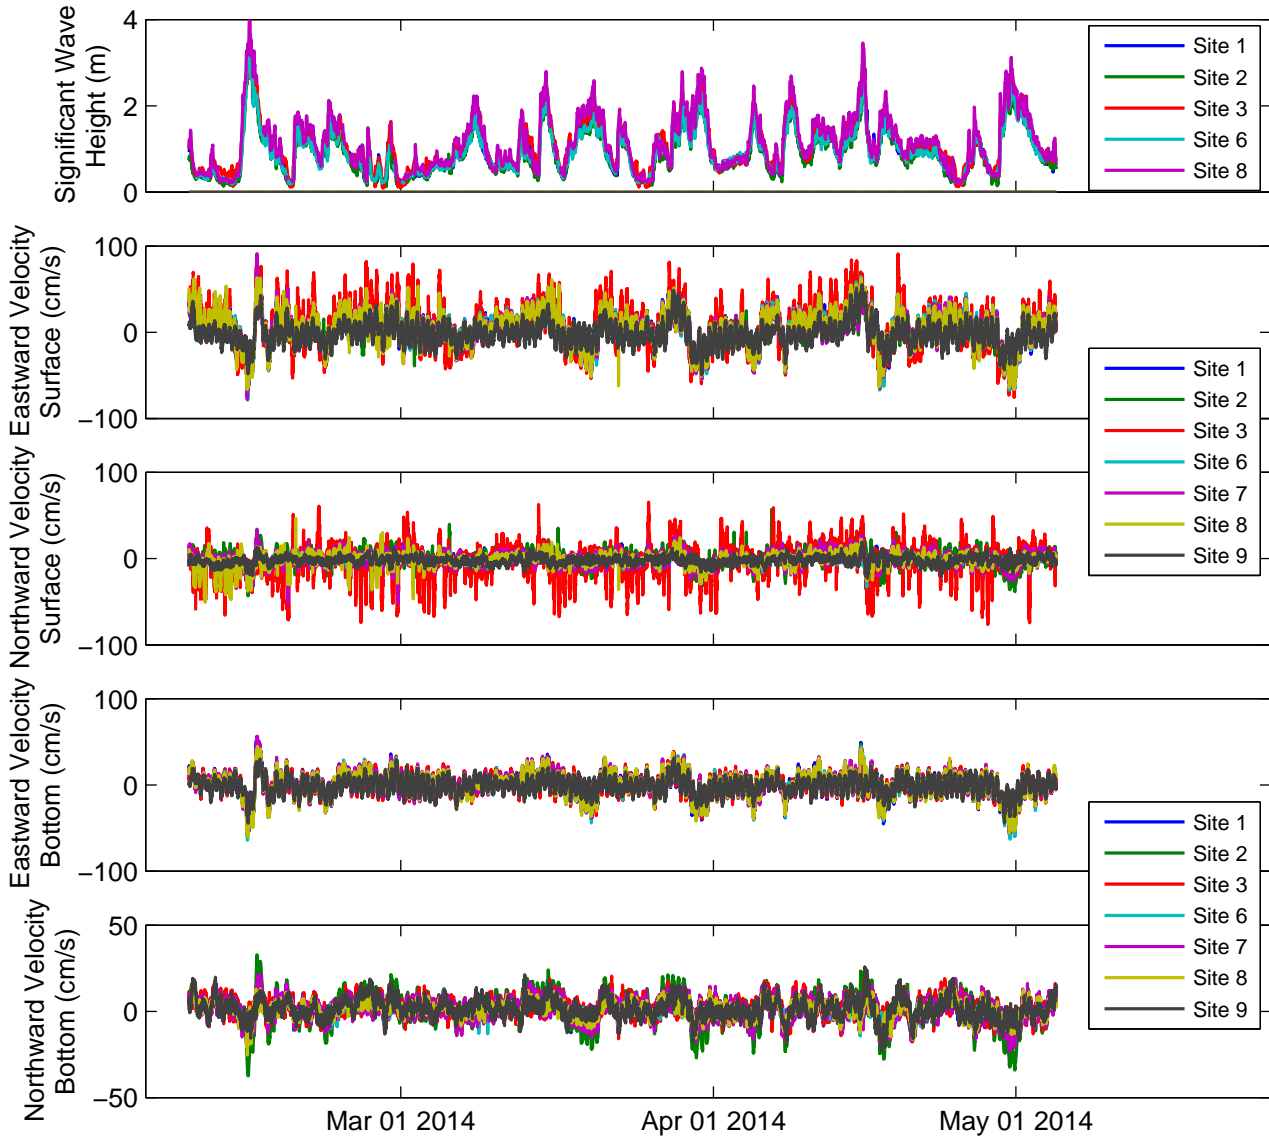 Significant Wave
Height (m)
4
2
0
Site 1
Site 2
Site 3
Site 6
Site 8
Eastward Velocity
Surface (cm/s)
100
0
−100
Northward Velocity
Surface (cm/s)
100
0
−100
Site 1
Site 2
Site 3
Site 6
Site 7
Site 8
Site 9
Eastward Velocity
Bottom (cm/s)
100
0
−100
Northward Velocity
Bottom (cm/s)
50
0
−50
Site 1
Site 2
Site 3
Site 6
Site 7
Site 8
Site 9
Mar 01 2014
Apr 01 2014
May 01 2014